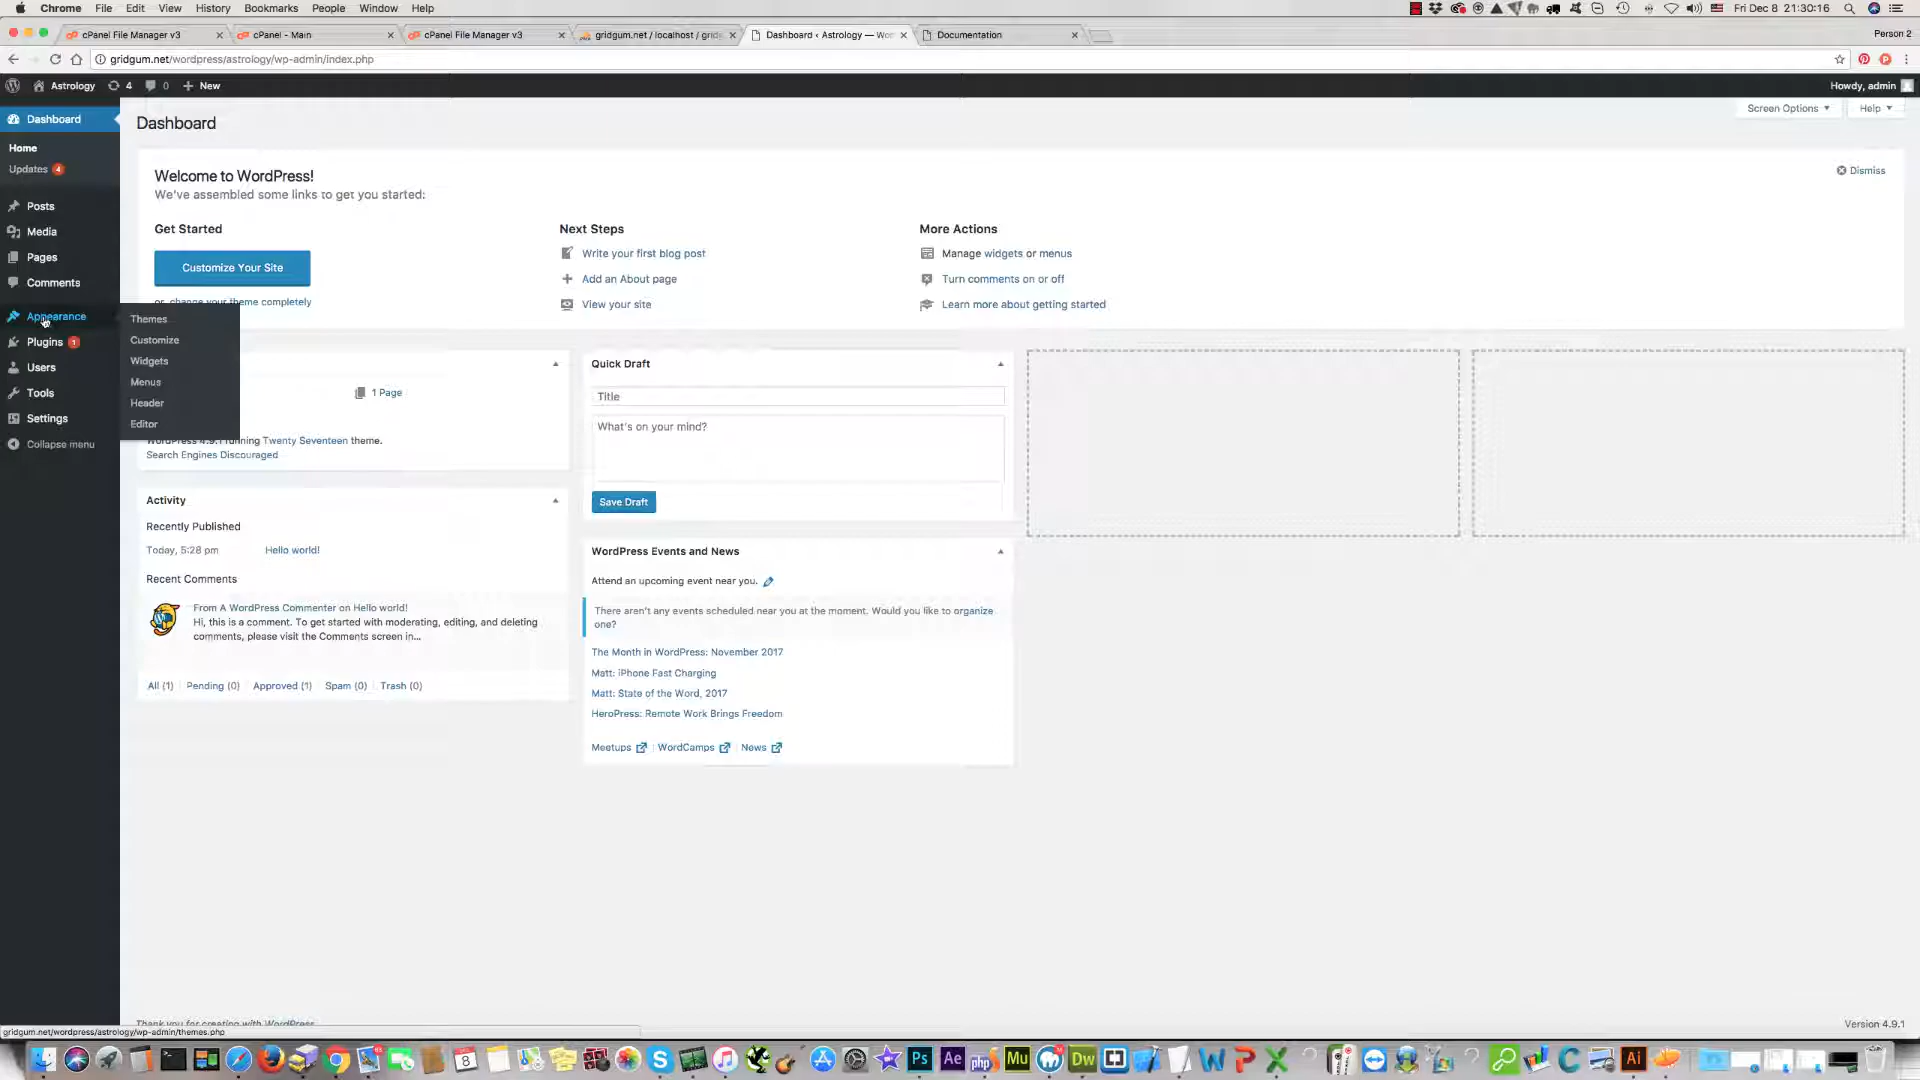 Chrome File Edit View History Bookmarks People Window Help Fri Dec 8 21:30:16
cPanel File Manager v3 cPanel - Main cPanel File Manager v3 gridgum.net / localhost / grid Dashboard ‹ Astrology — Wor Documentation Person 2
gridgum.net/wordpress/astrology/wp-admin/index.php
Astrology 4 0 New Howdy, admin
Dashboard
Home
Updates 4
Posts
Media
Pages
Comments
Appearance
Plugins 1
Users
Tools
Settings
Collapse menu
Themes
Customize
Widgets
Menus
Header
Editor
Dashboard
Screen Options Help
Welcome to WordPress!
We've assembled some links to get you started:
Dismiss
Get Started
Customize Your Site
or, change your theme completely
Next Steps
Write your first blog post
Add an About page
View your site
More Actions
Manage widgets or menus
Turn comments on or off
Learn more about getting started
1 Page
WordPress 4.9.1 running Twenty Seventeen theme.
Search Engines Discouraged
Activity
Recently Published
Today, 5:28 pm Hello world!
Recent Comments
From A WordPress Commenter on Hello world!
Hi, this is a comment. To get started with moderating, editing, and deleting
comments, please visit the Comments screen in...
All (1) Pending (0) Approved (1) Spam (0) Trash (0)
Quick Draft
Title
What's on your mind?
Save Draft
WordPress Events and News
Attend an upcoming event near you.
There aren't any events scheduled near you at the moment. Would you like to organize
one?
The Month in WordPress: November 2017
Matt: iPhone Fast Charging
Matt: State of the Word, 2017
HeroPress: Remote Work Brings Freedom
Meetups WordCamps News
Thank you for creating with WordPress
Version 4.9.1
gridgum.net/wordpress/astrology/wp-admin/themes.php
8 Ps Ae php Mu Dw Ai